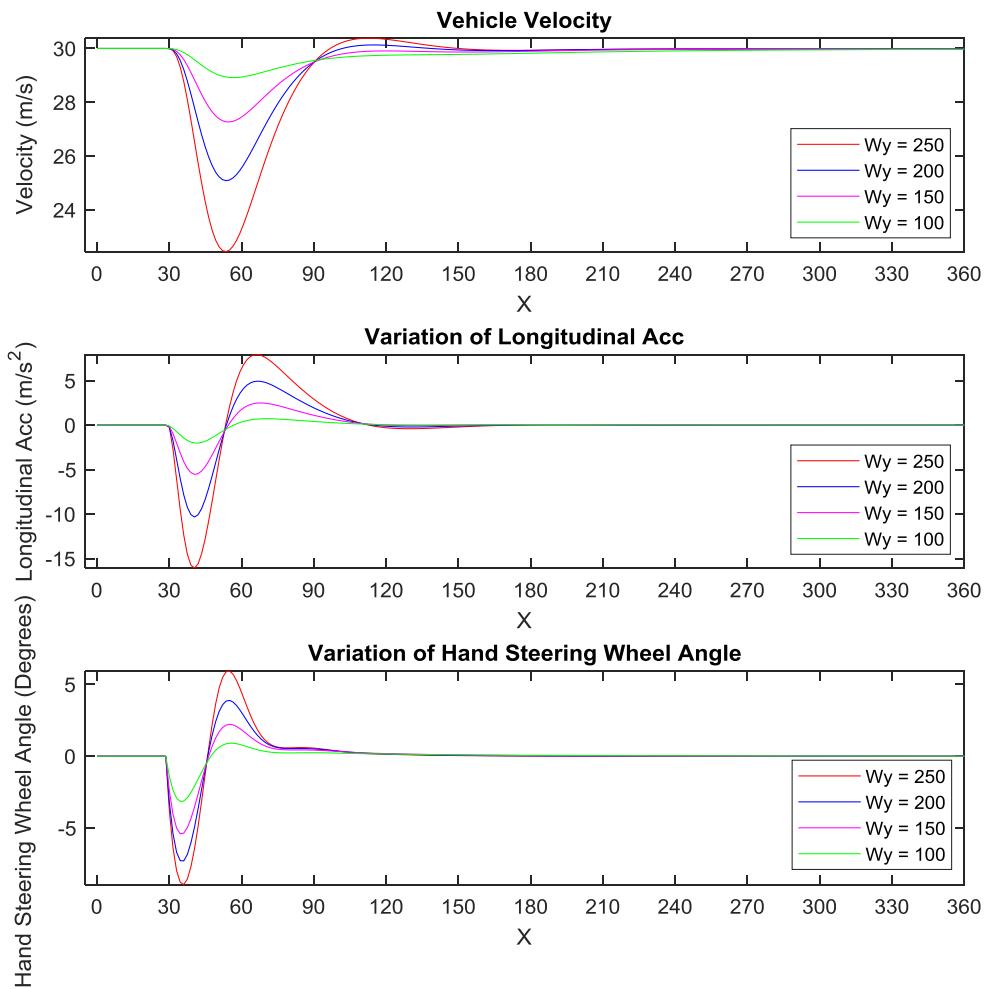 Vehicle Velocity
Velocity (m/s)
30
28
26
24
Wy = 250
Wy = 200
Wy = 150
Wy = 100
0 30 60 90 120 150 180 210 240 270 300 330 360
X
Variation of Longitudinal Acc
Longitudinal Acc (m/s²)
5
0
-5
-10
-15
Wy = 250
Wy = 200
Wy = 150
Wy = 100
0 30 60 90 120 150 180 210 240 270 300 330 360
X
Variation of Hand Steering Wheel Angle
Hand Steering Wheel Angle (Degrees)
5
0
-5
Wy = 250
Wy = 200
Wy = 150
Wy = 100
0 30 60 90 120 150 180 210 240 270 300 330 360
X